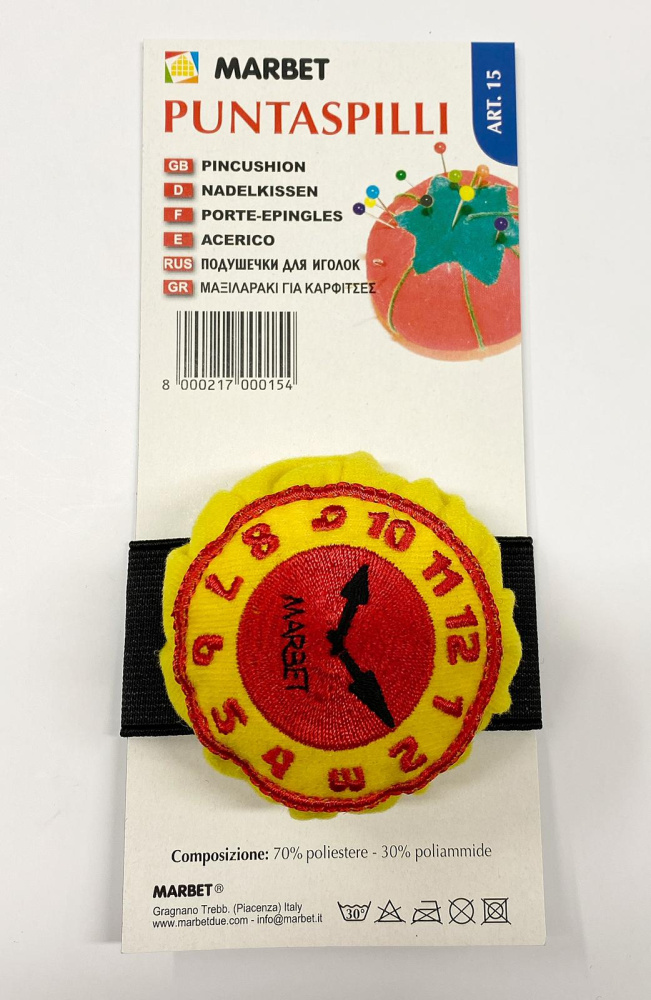 MARBET
PUNTASPILLI
ART. 15
GB PINCUSHION
D NADELKISSEN
F PORTE-EPINGLES
E ACERICO
RUS ПОДУШЕЧКИ ДЛЯ ИГОЛОК
GR ΜΑΞΙΛΑΡΑΚΙ ΓΙΑ ΚΑΡΦΙΤΣΕΣ
8 000217 000154
12
1
2
3
4
5
6
7
8
9
10
11
MARBET
Composizione: 70% poliestere - 30% poliammide
MARBET®
Gragnano Trebb. (Piacenza) Italy
www.marbetdue.com - info@marbet.it
30°